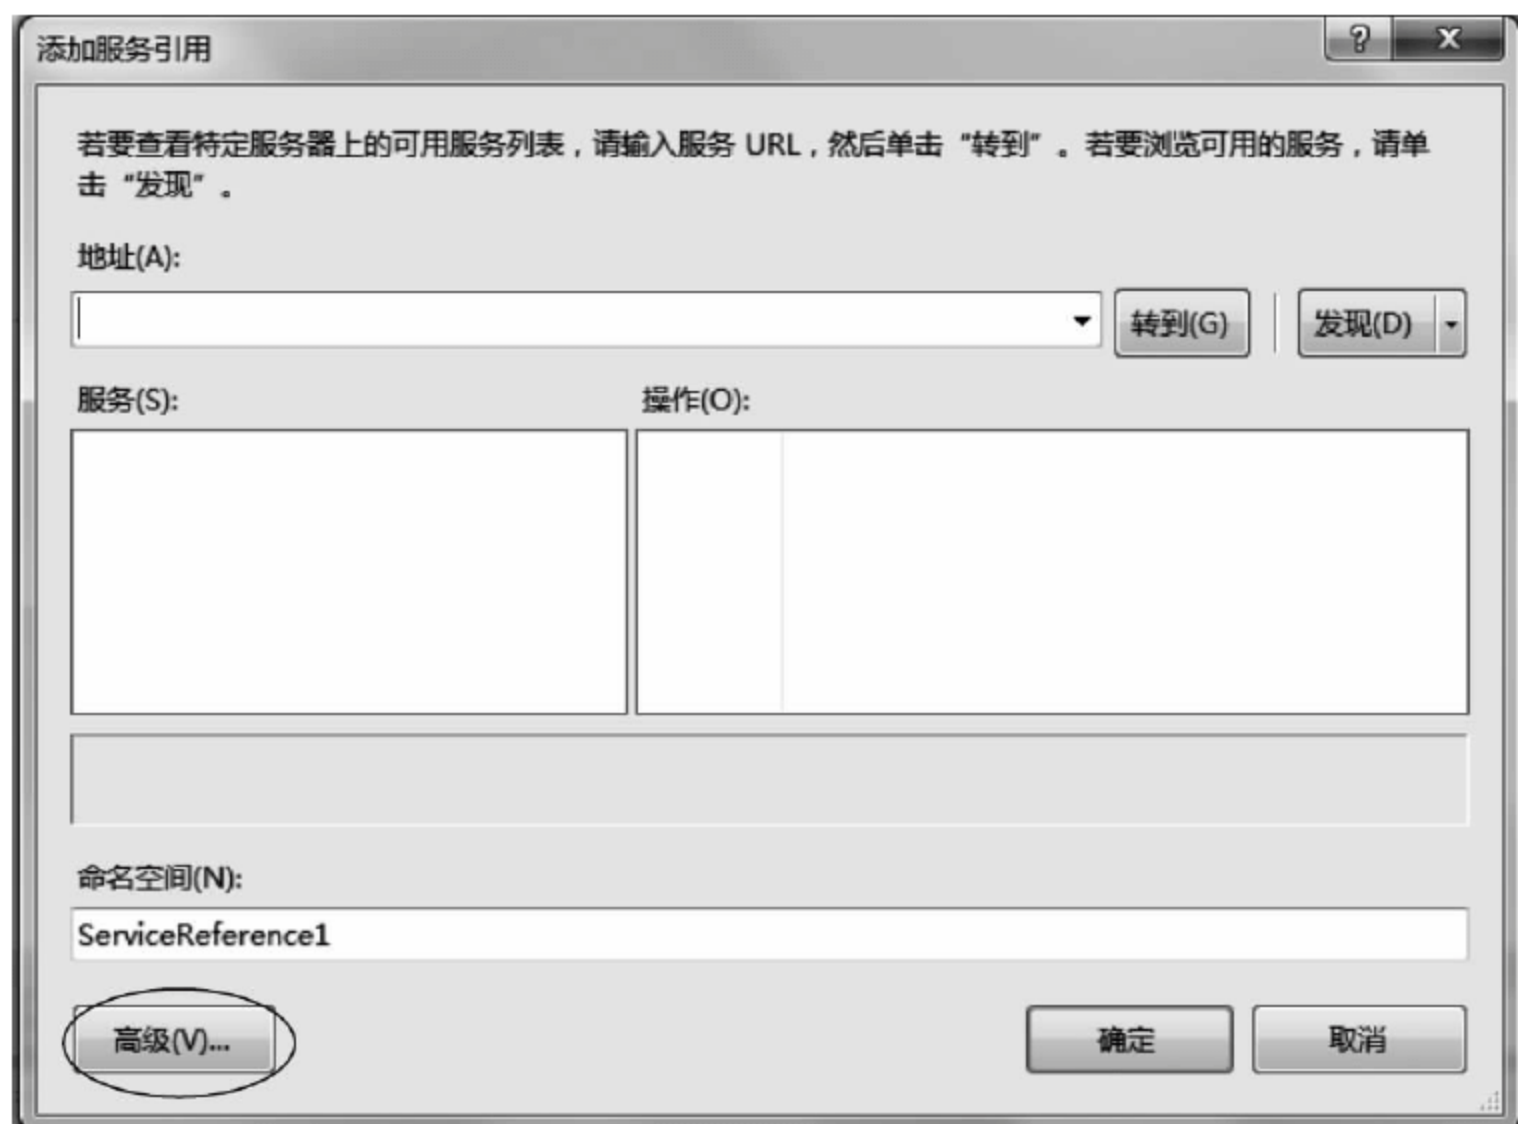 添加服务引用
若要查看特定服务器上的可用服务列表，请输入服务 URL，然后单击“转到”。若要浏览可用的服务，请单
击“发现”。
地址(A):
转到(G) 发现(D)
服务(S): 操作(O):
命名空间(N):
ServiceReference1
高级(V)... 确定 取消